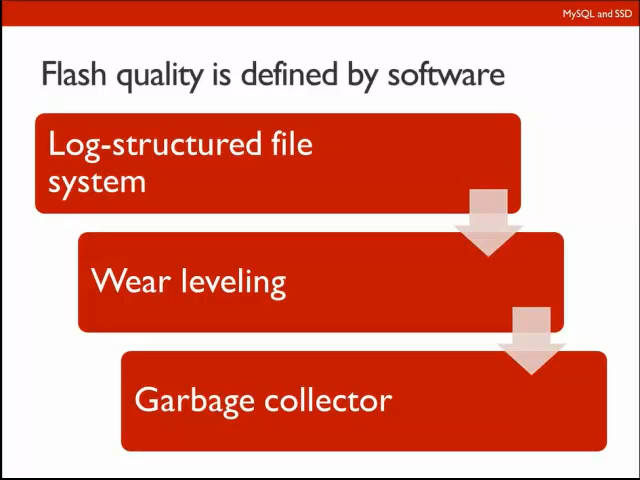 MySQL and SSD
Flash quality is defined by software
Log-structured file
system
Wear leveling
Garbage collector